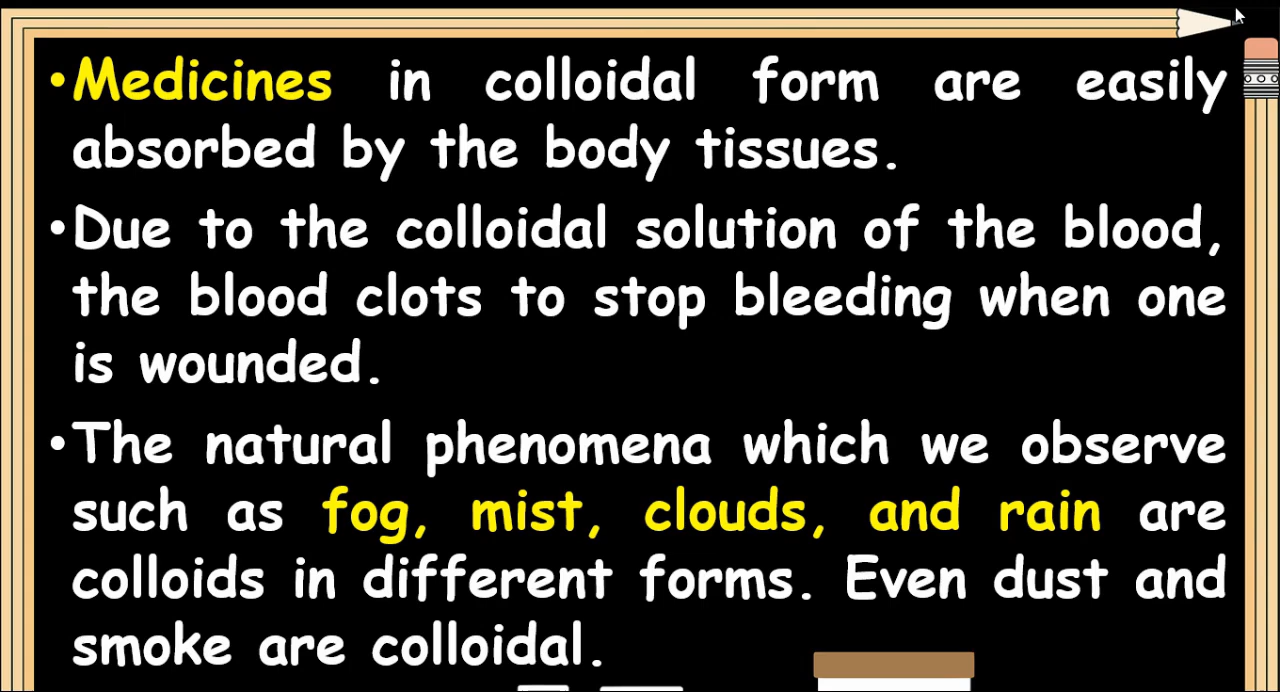 •Medicines in colloidal form are easily
absorbed by the body tissues.
•Due to the colloidal solution of the blood,
the blood clots to stop bleeding when one
is wounded.
•The natural phenomena which we observe
such as fog, mist, clouds, and rain are
colloids in different forms. Even dust and
smoke are colloidal.